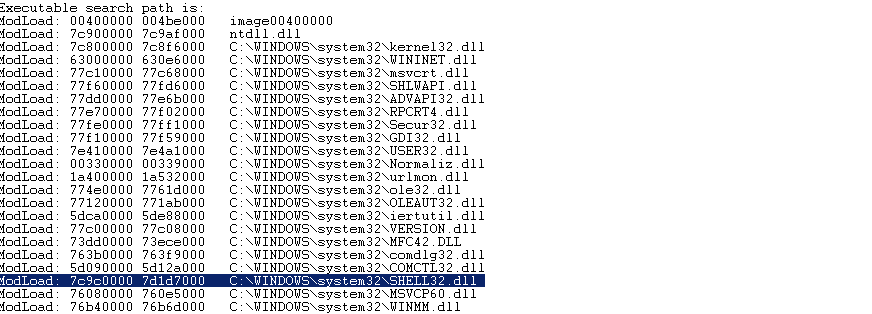 Executable search path is:
ModLoad: 00400000 004be000   image00400000
ModLoad: 7c900000 7c9af000   ntdll.dll
ModLoad: 7c800000 7c8f6000   C:\WINDOWS\system32\kernel32.dll
ModLoad: 63000000 630e6000   C:\WINDOWS\system32\WININET.dll
ModLoad: 77c10000 77c68000   C:\WINDOWS\system32\msvcrt.dll
ModLoad: 77f60000 77fd6000   C:\WINDOWS\system32\SHLWAPI.dll
ModLoad: 77dd0000 77e6b000   C:\WINDOWS\system32\ADVAPI32.dll
ModLoad: 77e70000 77f02000   C:\WINDOWS\system32\RPCRT4.dll
ModLoad: 77fe0000 77ff1000   C:\WINDOWS\system32\Secur32.dll
ModLoad: 77f10000 77f59000   C:\WINDOWS\system32\GDI32.dll
ModLoad: 7e410000 7e4a1000   C:\WINDOWS\system32\USER32.dll
ModLoad: 00330000 00339000   C:\WINDOWS\system32\Normaliz.dll
ModLoad: 1a400000 1a532000   C:\WINDOWS\system32\urlmon.dll
ModLoad: 774e0000 7761d000   C:\WINDOWS\system32\ole32.dll
ModLoad: 77120000 771ab000   C:\WINDOWS\system32\OLEAUT32.dll
ModLoad: 5dca0000 5de88000   C:\WINDOWS\system32\iertutil.dll
ModLoad: 77c00000 77c08000   C:\WINDOWS\system32\VERSION.dll
ModLoad: 73dd0000 73ece000   C:\WINDOWS\system32\MFC42.DLL
ModLoad: 763b0000 763f9000   C:\WINDOWS\system32\comdlg32.dll
ModLoad: 5d090000 5d12a000   C:\WINDOWS\system32\COMCTL32.dll
ModLoad: 7c9c0000 7d1d7000   C:\WINDOWS\system32\SHELL32.dll
ModLoad: 76080000 760e5000   C:\WINDOWS\system32\MSVCP60.dll
ModLoad: 76b40000 76b6d000   C:\WINDOWS\system32\WINMM.dll